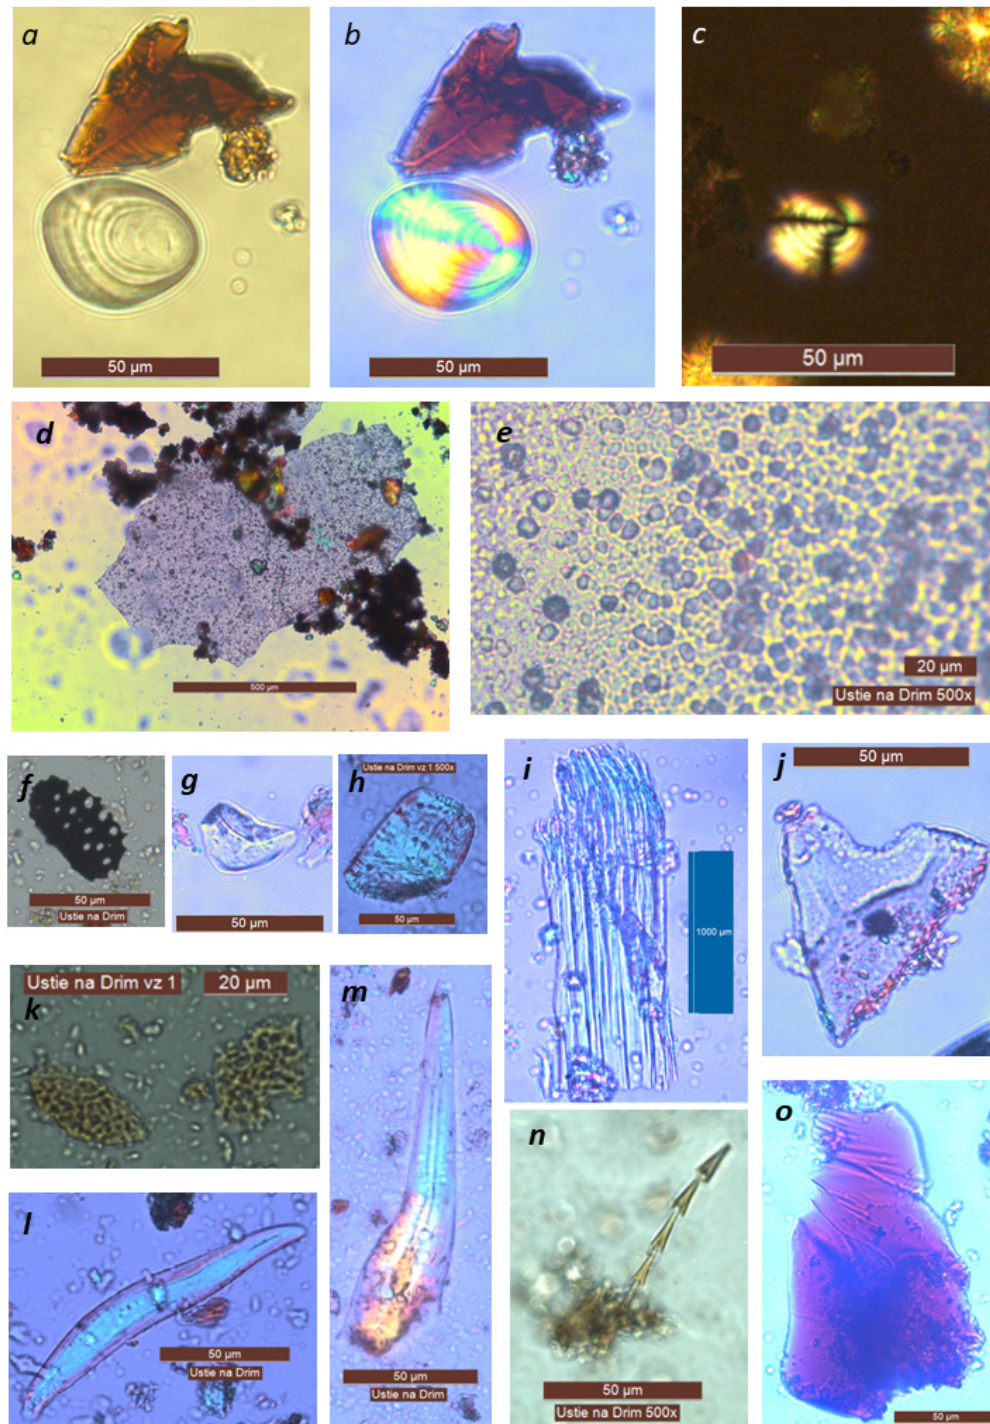 a
b
c
50 µm
50 µm
50 µm
d
e
500 µm
20 µm
Ustie na Drim 500x
f
g
h
Ustie na Drim vz 1 500x
i
j
50 µm
50 µm
Ustie na Drim
50 µm
50 µm
1000 µm
Ustie na Drim vz 1
20 µm
k
m
l
n
o
50 µm
Ustie na Drim
50 µm
Ustie na Drim
50 µm
Ustie na Drim 500x
50 µm